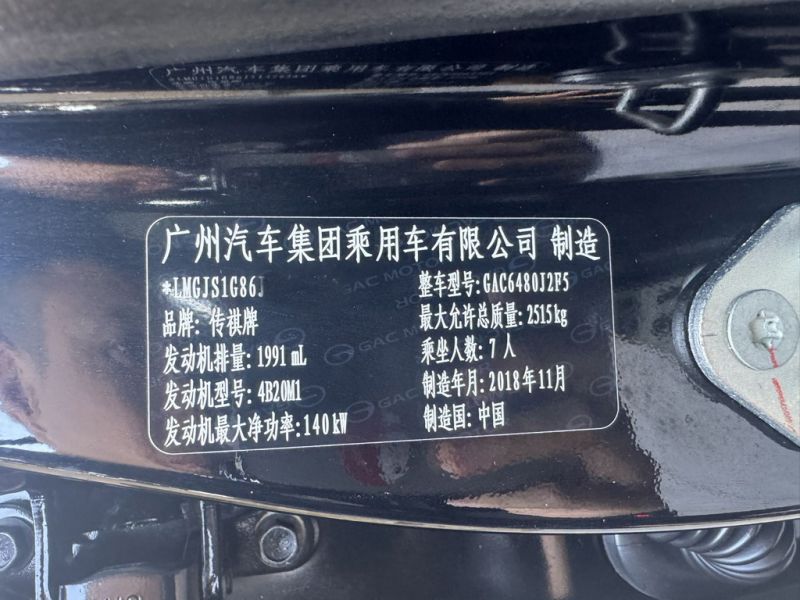 广州汽车集团乘用车有限公司 制造
*LMGJS1G86J
整车型号:GAC6480J2F5
品牌: 传祺牌
最大允许总质量: 2515kg
发动机排量: 1991 mL
乘坐人数: 7 人
发动机型号: 4B20M1
制造年月: 2018年11月
发动机最大净功率: 140kW
制造国: 中国
GAC MOTOR